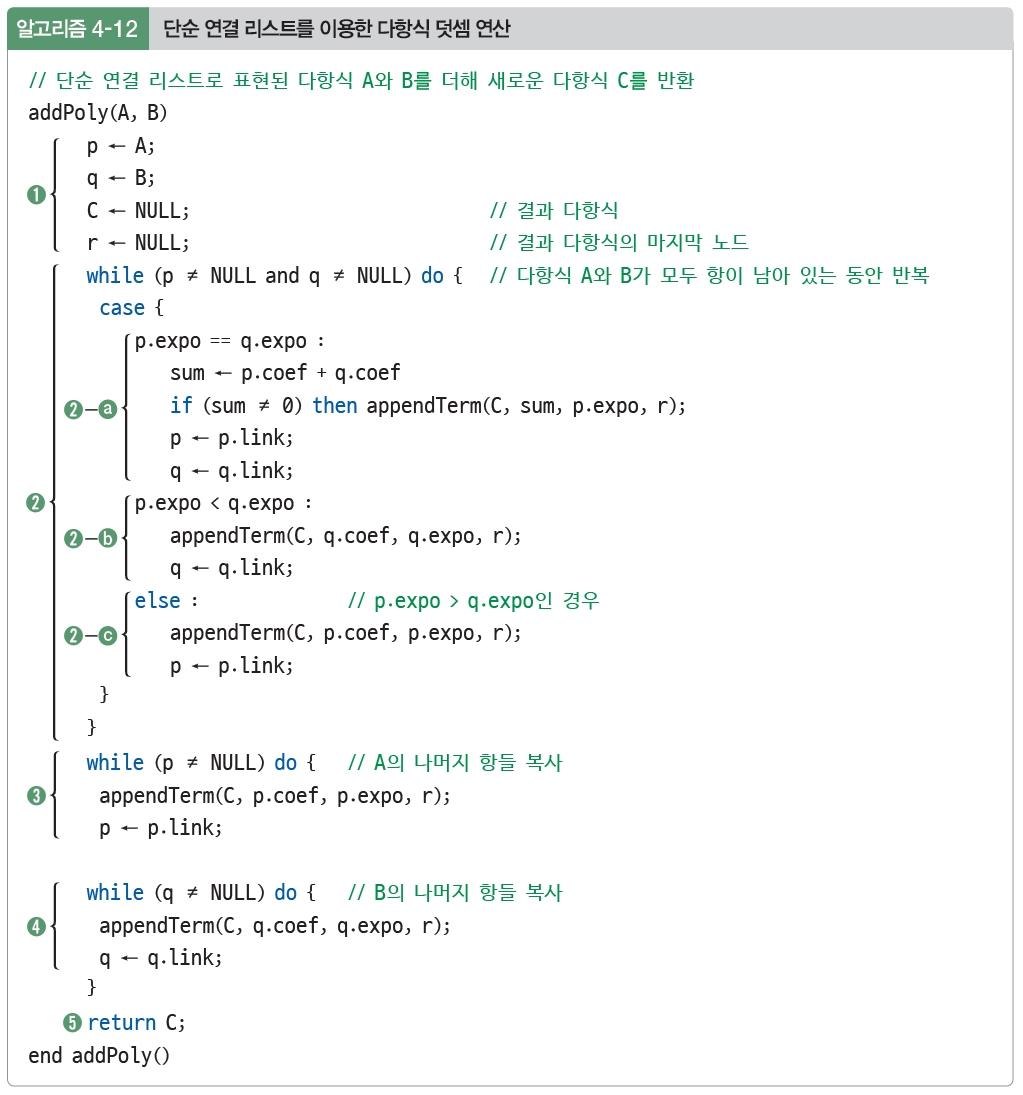 알고리즘 4-12 단순 연결 리스트를 이용한 다항식 덧셈 연산
// 단순 연결 리스트로 표현된 다항식 A와 B를 더해 새로운 다항식 C를 반환
addPoly(A, B)
p ← A;
q ← B;
❶
C ← NULL; // 결과 다항식
r ← NULL; // 결과 다항식의 마지막 노드
while (p ≠ NULL and q ≠ NULL) do { // 다항식 A와 B가 모두 항이 남아 있는 동안 반복
case {
p.expo == q.expo :
sum ← p.coef + q.coef
❷-ⓐ if (sum ≠ 0) then appendTerm(C, sum, p.expo, r);
p ← p.link;
q ← q.link;
❷ p.expo < q.expo :
❷-ⓑ appendTerm(C, q.coef, q.expo, r);
q ← q.link;
else : // p.expo > q.expo인 경우
❷-ⓒ appendTerm(C, p.coef, p.expo, r);
p ← p.link;
}
}
while (p ≠ NULL) do { // A의 나머지 항들 복사
❸ appendTerm(C, p.coef, p.expo, r);
p ← p.link;
while (q ≠ NULL) do { // B의 나머지 항들 복사
❹ appendTerm(C, q.coef, q.expo, r);
q ← q.link;
}
❺ return C;
end addPoly()